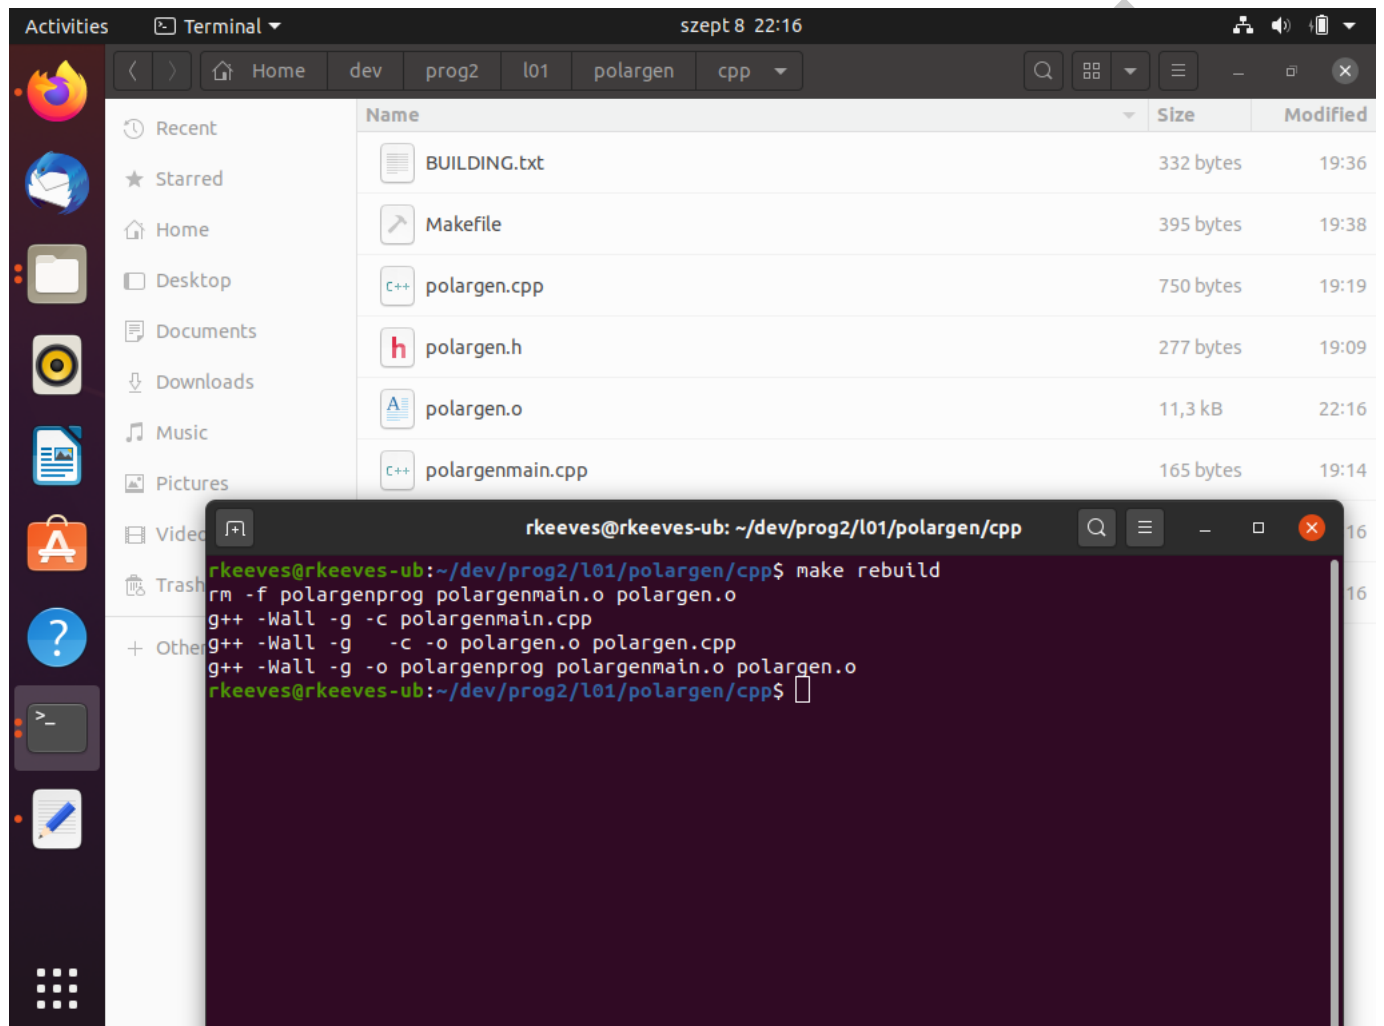 Activities Terminal szept 8 22:16
Home dev prog2 l01 polargen cpp
Name Size Modified
Recent
Starred
Home
Desktop
Documents
Downloads
Music
Pictures
Trash
BUILDING.txt 332 bytes 19:36
Makefile 395 bytes 19:38
C++ polargen.cpp 750 bytes 19:19
h polargen.h 277 bytes 19:09
A polargen.o 11,3 kB 22:16
C++ polargenmain.cpp 165 bytes 19:14
16
16
rkeeves@rkeeves-ub: ~/dev/prog2/l01/polargen/cpp
rkeeves@rkeeves-ub:~/dev/prog2/l01/polargen/cpp$ make rebuild
rm -f polargenprog polargenmain.o polargen.o
g++ -Wall -g -c polargenmain.cpp
g++ -Wall -g   -c -o polargen.o polargen.cpp
g++ -Wall -g -o polargenprog polargenmain.o polargen.o
rkeeves@rkeeves-ub:~/dev/prog2/l01/polargen/cpp$